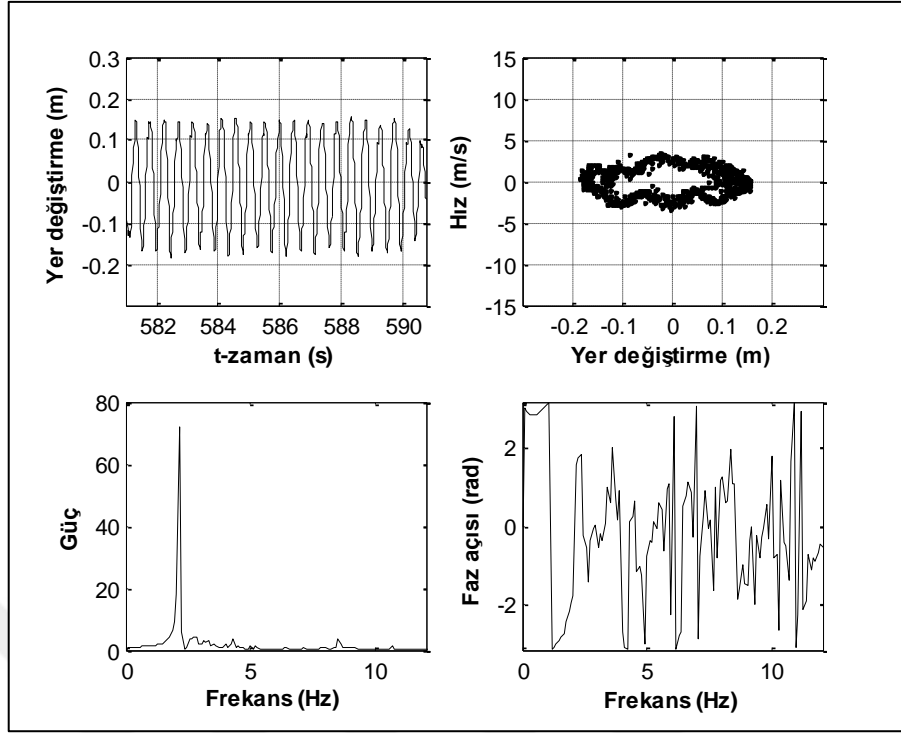 Yer değiştirme (m)
0.3
0.2
0.1
0
-0.1
-0.2
582 584 586 588 590
t-zaman (s)
Hız (m/s)
15
10
5
0
-5
-10
-15
-0.2 -0.1 0 0.1 0.2
Yer değiştirme (m)
Güç
80
60
40
20
0
0 5 10
Frekans (Hz)
Faz açısı (rad)
2
0
-2
0 5 10
Frekans (Hz)